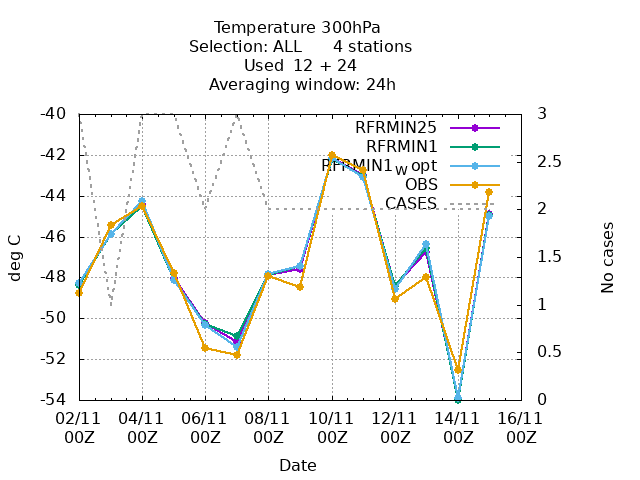 Temperature 300hPa
Selection: ALL 4 stations
Used 12 + 24
Averaging window: 24h
-40
-42
-44
-46
-48
-50
-52
-54
3
2.5
2
1.5
1
0.5
0
RFRMIN25
RFRMIN1
RFRMIN1w opt
OBS
CASES
deg C
No cases
02/11 04/11 06/11 08/11 10/11 12/11 14/11 16/11
00Z 00Z 00Z 00Z 00Z 00Z 00Z 00Z
Date